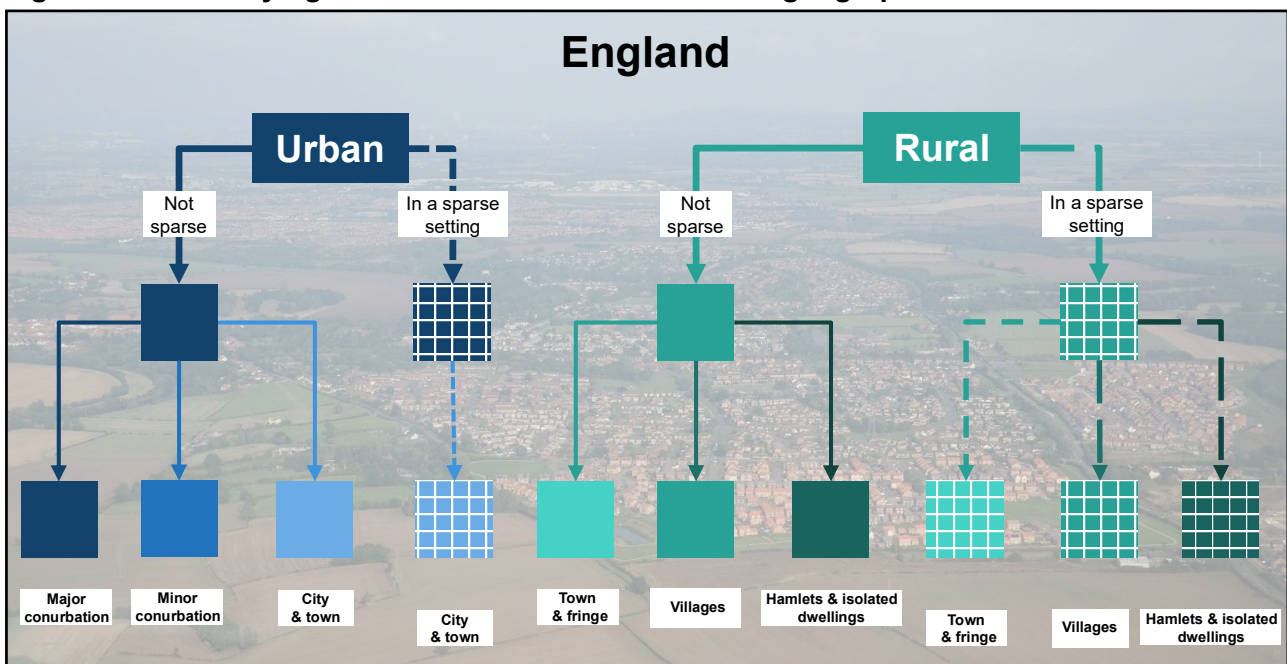 England
Urban
Rural
Not
sparse
In a sparse
setting
Not
sparse
In a sparse
setting
Major
conurbation
Minor
conurbation
City
& town
City
& town
Town
& fringe
Villages
Hamlets & isolated
dwellings
Town
& fringe
Villages
Hamlets & isolated
dwellings